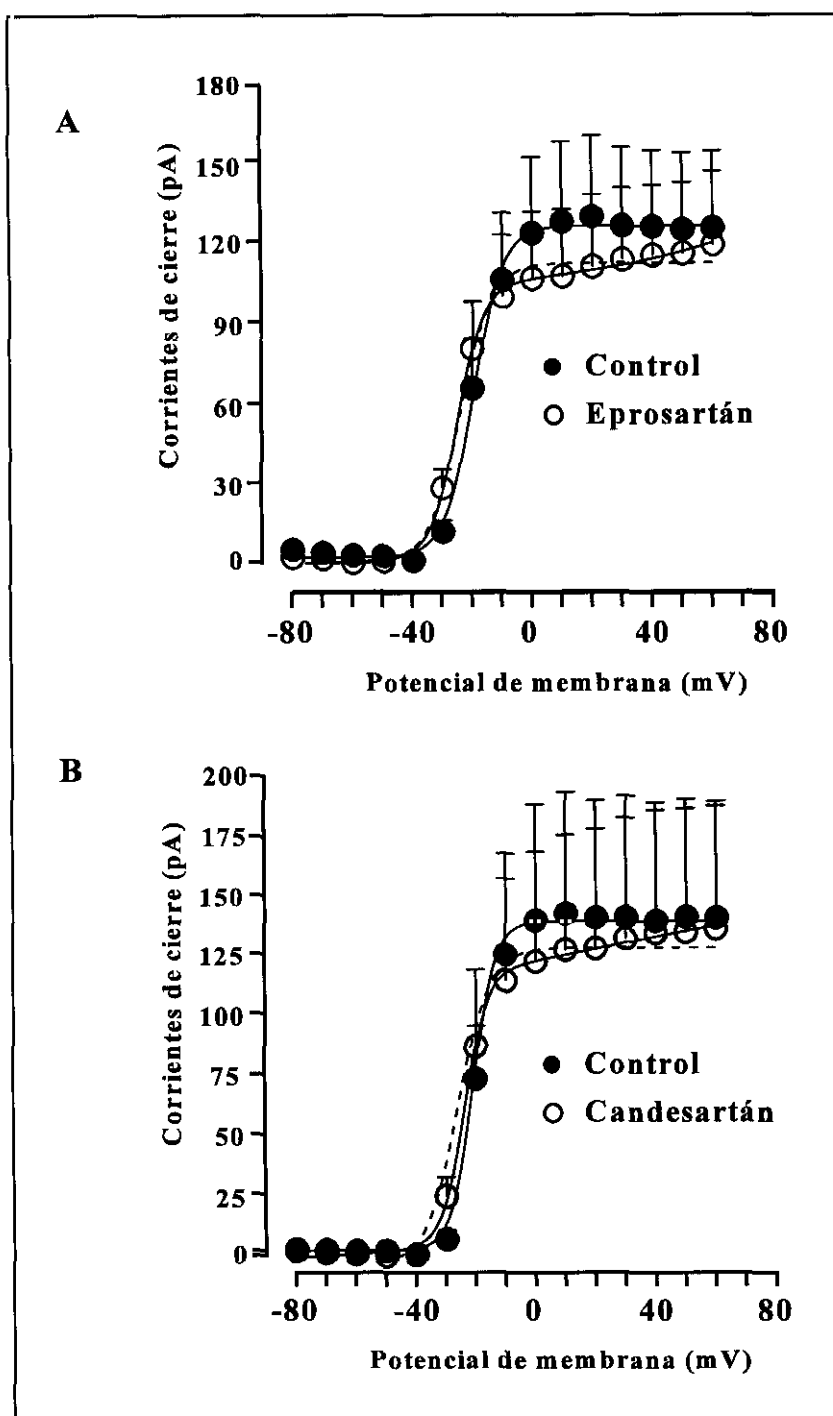 A
180
150
120
90
60
30
0
Corrientes de cierre (pA)
Control
Eprosartán
-80
-40
0
40
80
Potencial de membrana (mV)
B
200
175
150
125
100
75
50
25
0
Corrientes de cierre (pA)
Control
Candesartán
-80
-40
0
40
80
Potencial de membrana (mV)